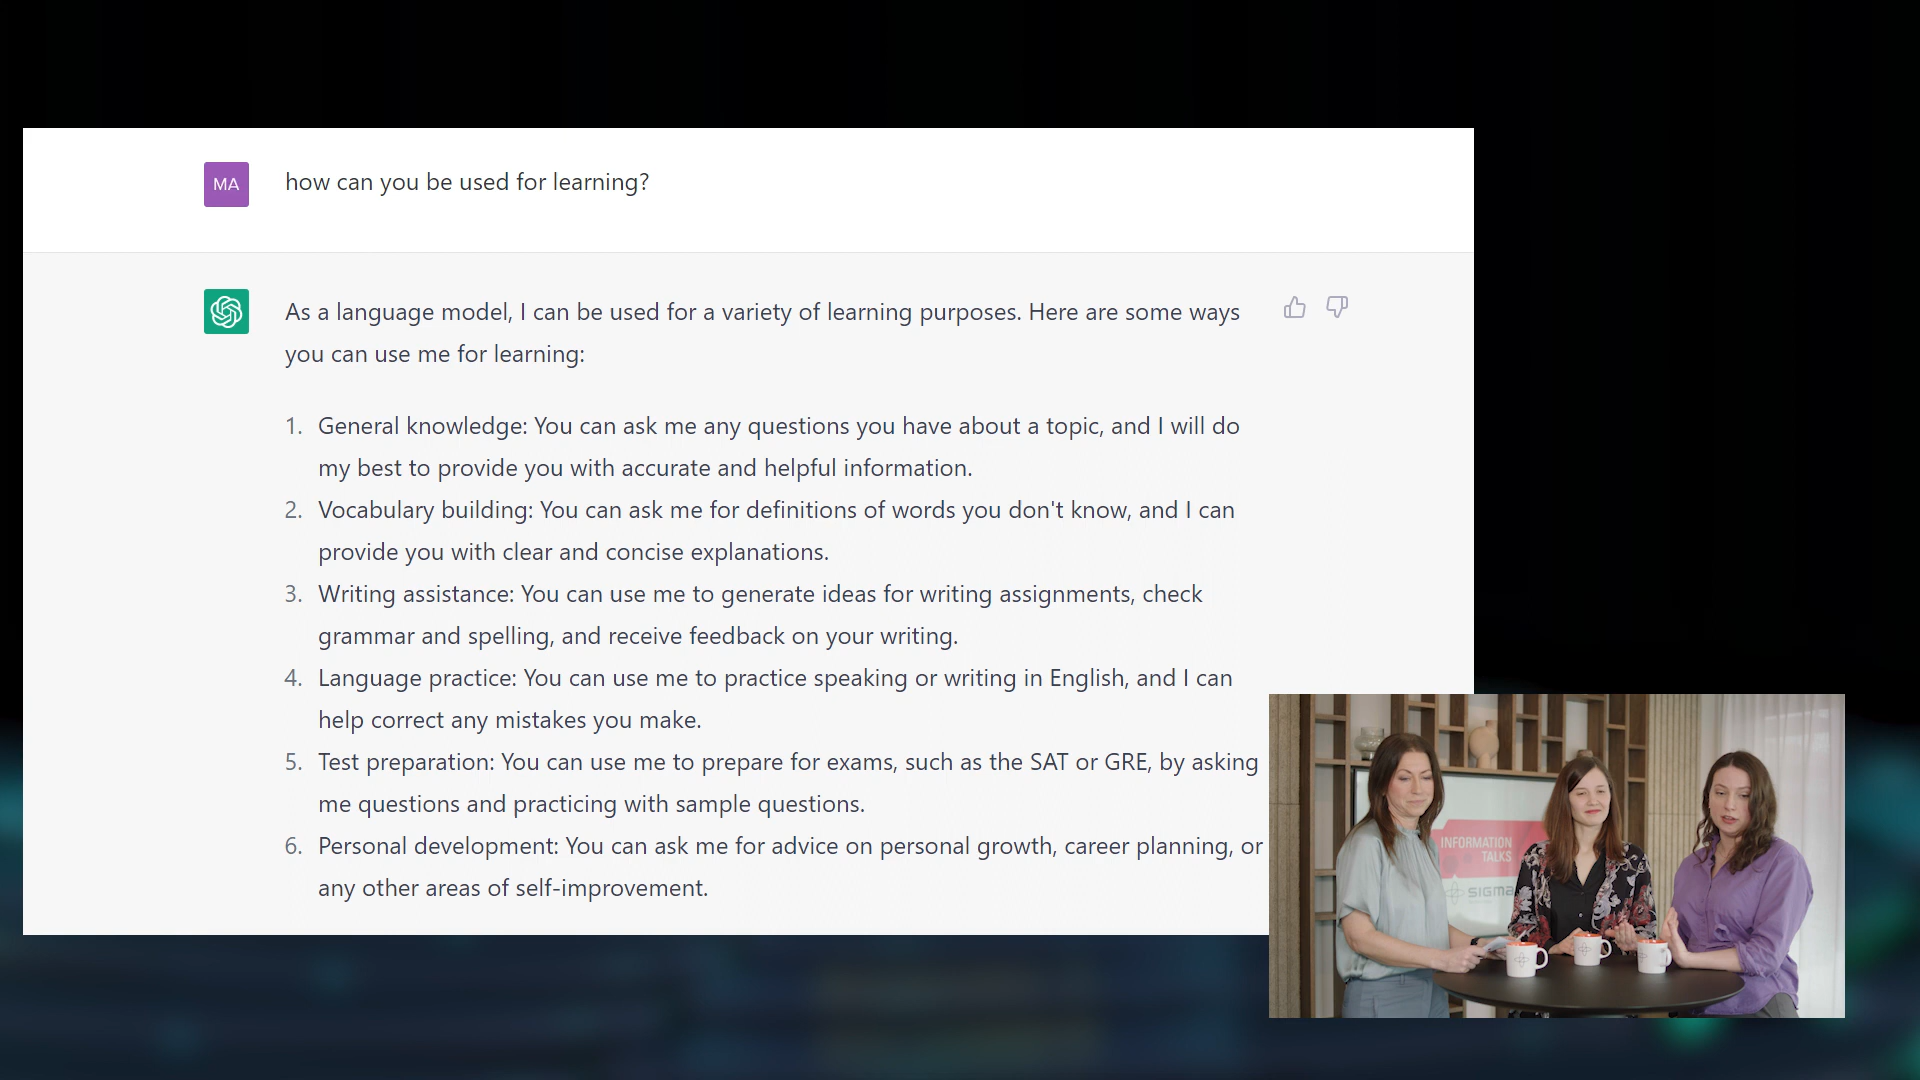 MA
how can you be used for learning?
As a language model, I can be used for a variety of learning purposes. Here are some ways
you can use me for learning:
1. General knowledge: You can ask me any questions you have about a topic, and I will do
my best to provide you with accurate and helpful information.
2. Vocabulary building: You can ask me for definitions of words you don't know, and I can
provide you with clear and concise explanations.
3. Writing assistance: You can use me to generate ideas for writing assignments, check
grammar and spelling, and receive feedback on your writing.
4. Language practice: You can use me to practice speaking or writing in English, and I can
help correct any mistakes you make.
5. Test preparation: You can use me to prepare for exams, such as the SAT or GRE, by asking
me questions and practicing with sample questions.
6. Personal development: You can ask me for advice on personal growth, career planning, or
any other areas of self-improvement.
INFORMATION
TALKS
SIGMA